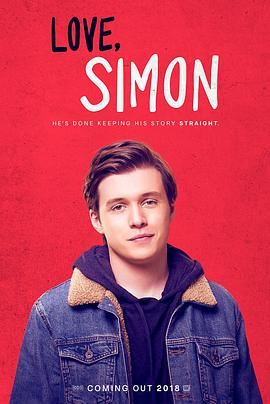 LOVE,
SIMON
HE'S DONE KEEPING HIS STORY STRAIGHT.
COMING OUT 2018